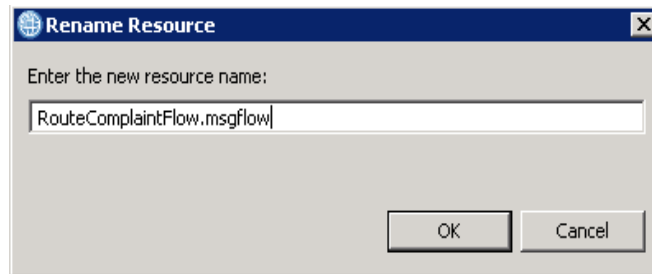 Rename Resource
Enter the new resource name:
RouteComplaintFlow.msgflow
OK
Cancel